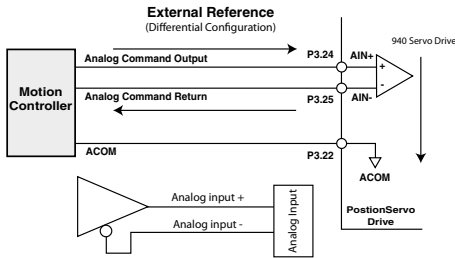 External Reference
(Differential Configuration)
940 Servo Drive
P3.24
AIN+
Analog Command Output
+
Motion
Controller
-
Analog Command Return
P3.25
AIN-
ACOM
P3.22
ACOM
Analog input +
Analog input -
Analog Input
PostionServo
Drive